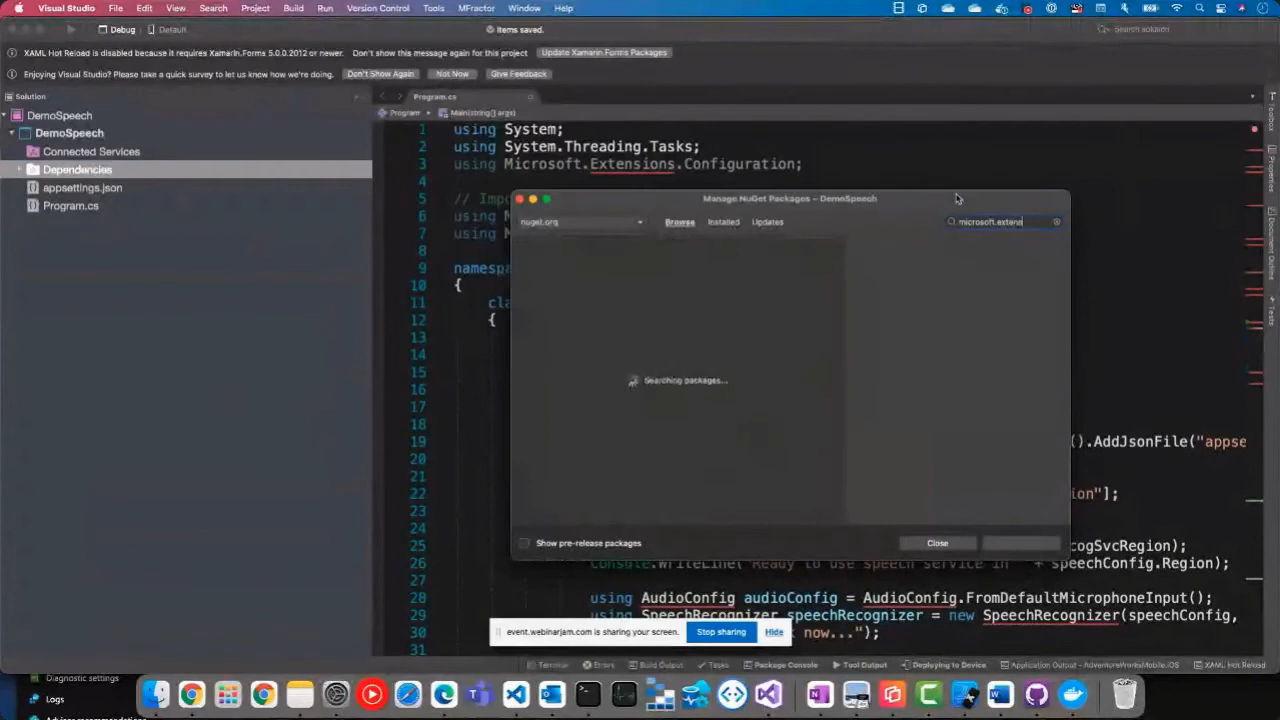 Visual Studio File Edit View Search Project Build Run Version Control Tools MFractor Window Help
Debug Default Items saved. Search solution
XAML Hot Reload is disabled because it requires Xamarin.Forms 5.0.0.2012 or newer. Don't show this message again for this project Update Xamarin.Forms Packages
Enjoying Visual Studio? Please take a quick survey to let us know how we're doing. Don't Show Again Not Now Give Feedback
Solution
DemoSpeech
DemoSpeech
Connected Services
Dependencies
appsettings.json
Program.cs
Program.cs
Program Main(string[] args)
1 using System;
2 using System.Threading.Tasks;
3 using Microsoft.Extensions.Configuration;
4
5 // Imp
6 using M
7 using M
8
9 namespa
10 {
11 cla
12 {
13
14
15
16
17
18
19 ().AddJsonFile("appse
20
21
22 ion"];
23
24
25 cogSvcRegion);
26 Console.WriteLine("Ready to use speech service in " + speechConfig.Region);
27
28 using AudioConfig audioConfig = AudioConfig.FromDefaultMicrophoneInput();
29 using SpeechRecognizer speechRecognizer = new SpeechRecognizer(speechConfig,
30 k now...");
31
Manage NuGet Packages – DemoSpeech
nuget.org Browse Installed Updates microsoft.extens
Searching packages...
Show pre-release packages Close
event.webinarjam.com is sharing your screen. Stop sharing Hide
Toolbox
Properties
Document Outline
Tests
Terminal Errors Build Output Tasks Package Console Tool Output Deploying to Device Application Output - AdventureWorksMobile.iOS XAML Hot Reload
Diagnostic settings
Logs
Advisor recommendations